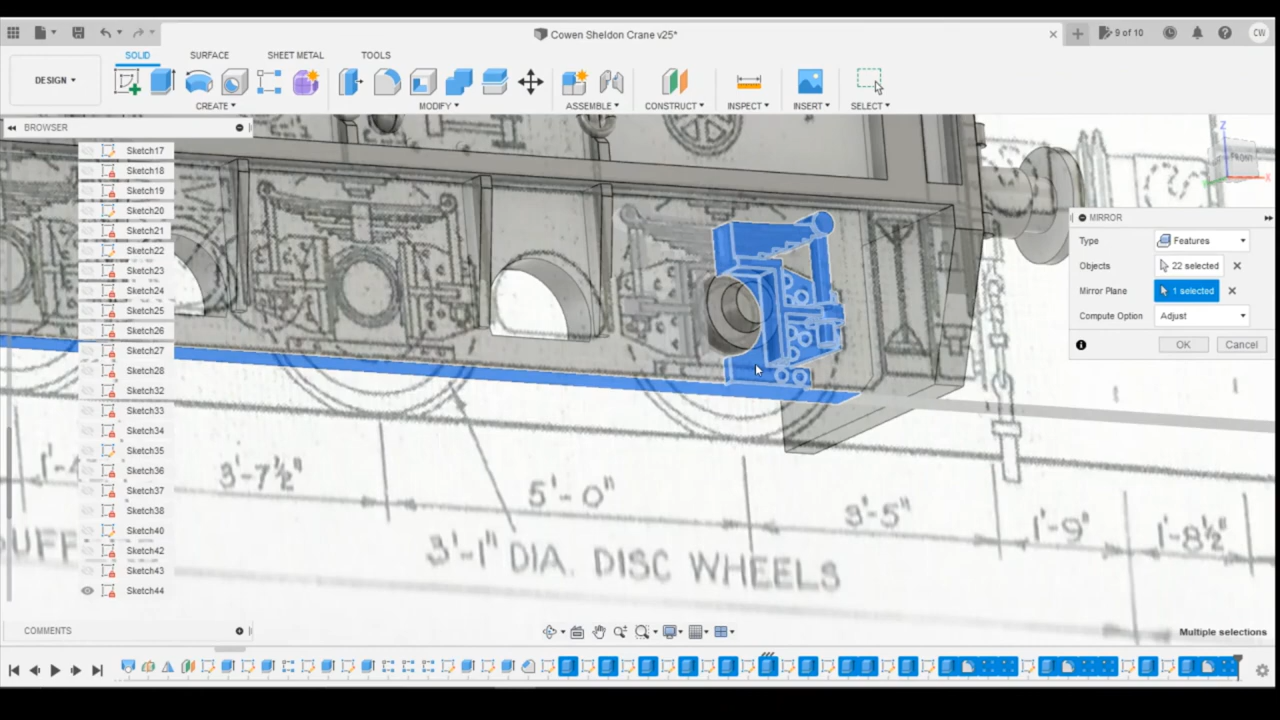 Cowen Sheldon Crane v25*
9 of 10
CW
DESIGN
SOLID
SURFACE
SHEET METAL
TOOLS
CREATE
MODIFY
ASSEMBLE
CONSTRUCT
INSPECT
INSERT
SELECT
BROWSER
Sketch17
Sketch18
Sketch19
Sketch20
Sketch21
Sketch22
Sketch23
Sketch24
Sketch25
Sketch26
Sketch27
Sketch28
Sketch32
Sketch33
Sketch34
Sketch35
Sketch36
Sketch37
Sketch38
Sketch40
Sketch42
Sketch43
Sketch44
Z
FRONT
X
MIRROR
Type
Features
Objects
22 selected
Mirror Plane
1 selected
Compute Option
Adjust
OK
Cancel
3'-7½"
5'-0"
3'-5"
1'-9"
1'-8½"
3'-1" DIA. DISC WHEELS
COMMENTS
Multiple selections